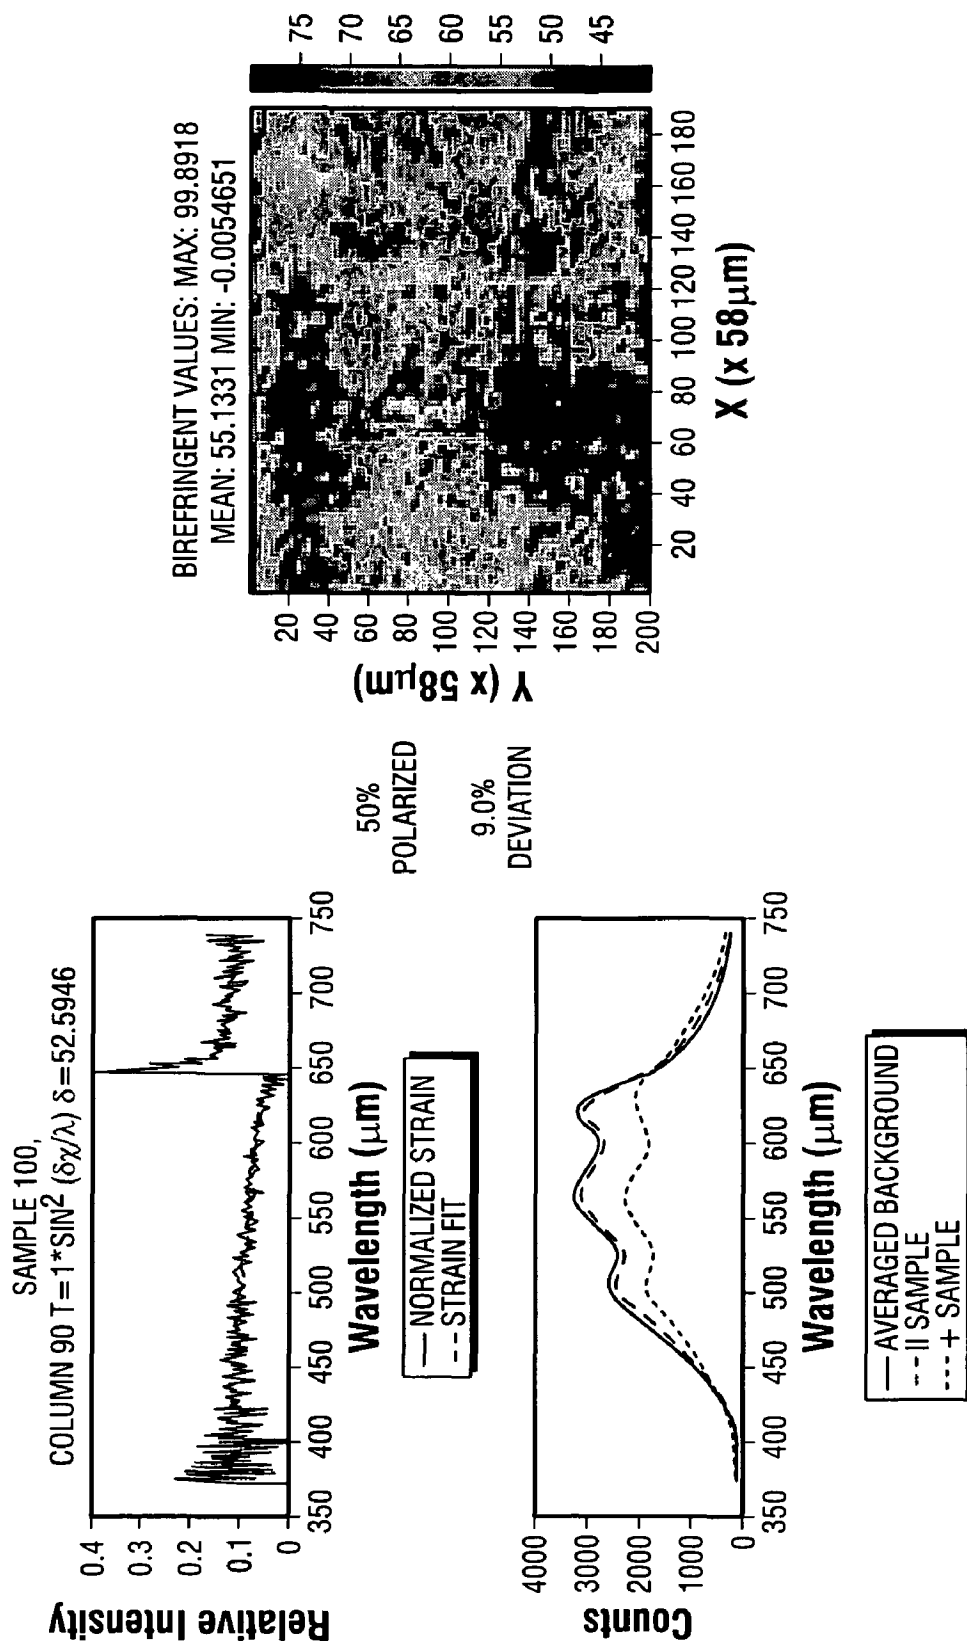 SAMPLE 100,
COLUMN 90 T=1*SIN² (δχ/λ) δ=52.5946
Relative Intensity
0.4
0.3
0.2
0.1
0
350 400 450 500 550 600 650 700 750
Wavelength (μm)
NORMALIZED STRAIN
STRAIN FIT
50%
POLARIZED
9.0%
DEVIATION
Counts
4000
3000
2000
1000
0
350 400 450 500 550 600 650 700 750
Wavelength (μm)
AVERAGED BACKGROUND
|| SAMPLE
+ SAMPLE
BIREFRINGENT VALUES: MAX: 99.8918
MEAN: 55.1331 MIN: -0.0054651
Y (x 58μm)
20
40
60
80
100
120
140
160
180
200
20 40 60 80 100 120 140 160 180
X (x 58μm)
75
70
65
60
55
50
45